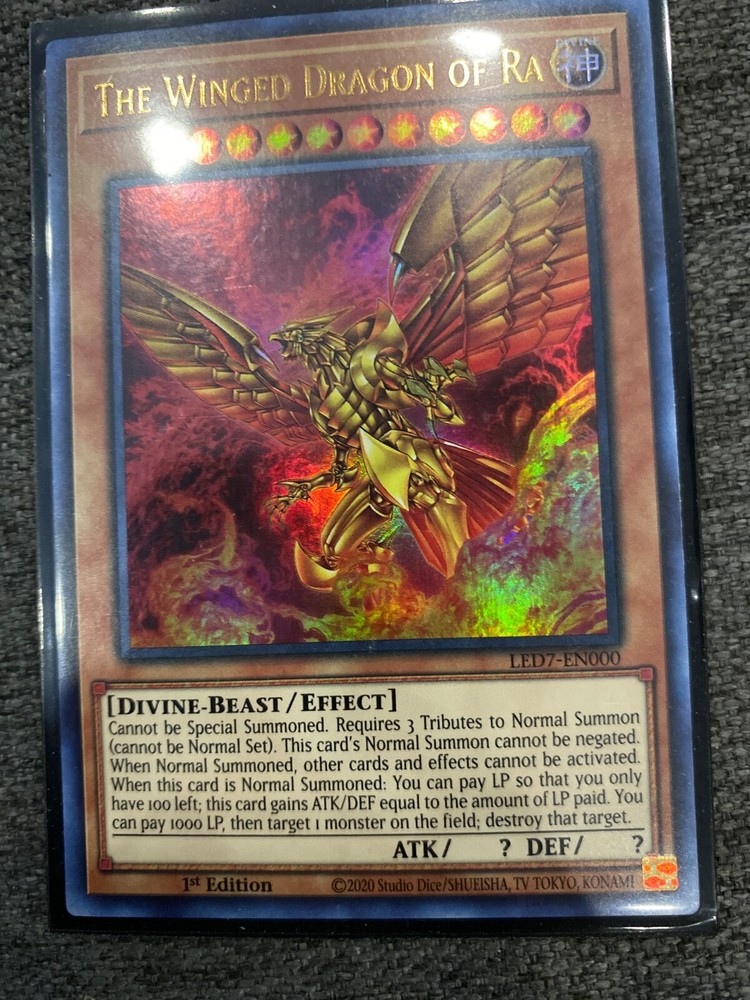 THE WINGED DRAGON OF RA
DIVINE
神
LED7-EN000
[DIVINE-BEAST/EFFECT]
Cannot be Special Summoned. Requires 3 Tributes to Normal Summon
(cannot be Normal Set). This card's Normal Summon cannot be negated.
When Normal Summoned, other cards and effects cannot be activated.
When this card is Normal Summoned: You can pay LP so that you only
have 100 left; this card gains ATK/DEF equal to the amount of LP paid. You
can pay 1000 LP, then target 1 monster on the field; destroy that target.
ATK/ ? DEF/ ?
1st Edition ©2020 Studio Dice/SHUEISHA, TV TOKYO, KONAMI